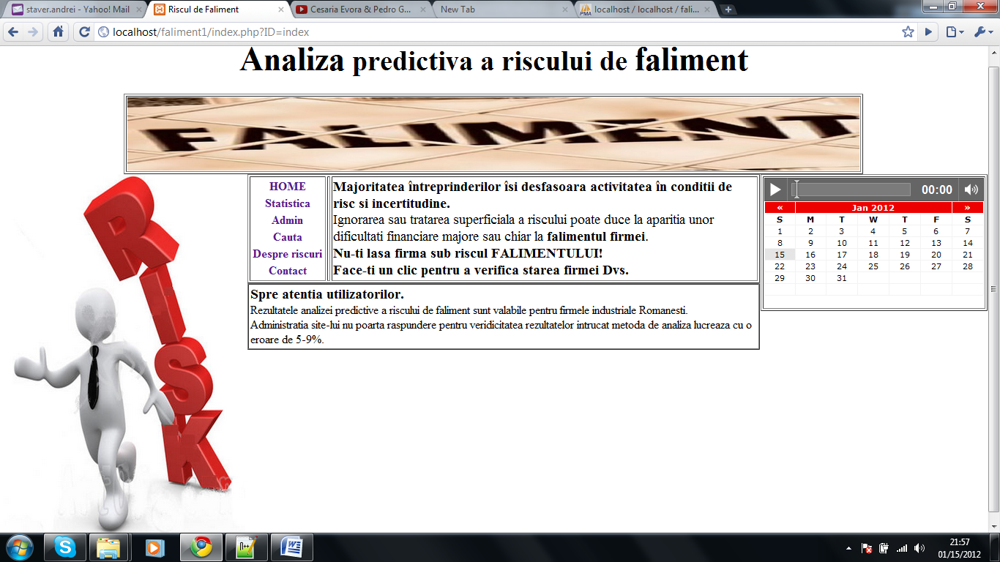 staver.andrei - Yahoo! Mail
Riscul de Faliment
Cesaria Evora & Pedro G...
New Tab
localhost / localhost / fali...
localhost/faliment1/index.php?ID=index
Analiza predictiva a riscului de faliment
FALIMENT
RISK
HOME
Statistica
Admin
Cauta
Despre riscuri
Contact
Majoritatea întreprinderilor îsi desfasoara activitatea în conditii de
risc si incertitudine.
Ignorarea sau tratarea superficiala a riscului poate duce la aparitia unor
dificultati financiare majore sau chiar la falimentul firmei.
Nu-ti lasa firma sub riscul FALIMENTULUI!
Face-ti un clic pentru a verifica starea firmei Dvs.
Spre atentia utilizatorilor.
Rezultatele analizei predictive a riscului de faliment sunt valabile pentru firmele industriale Romanesti.
Administratia site-lui nu poarta raspundere pentru veridicitatea rezultatelor intrucat metoda de analiza lucreaza cu o
eroare de 5-9%.
00:00
« Jan 2012 »
S M T W T F S
1 2 3 4 5 6 7
8 9 10 11 12 13 14
15 16 17 18 19 20 21
22 23 24 25 26 27 28
29 30 31
21:57
01/15/2012